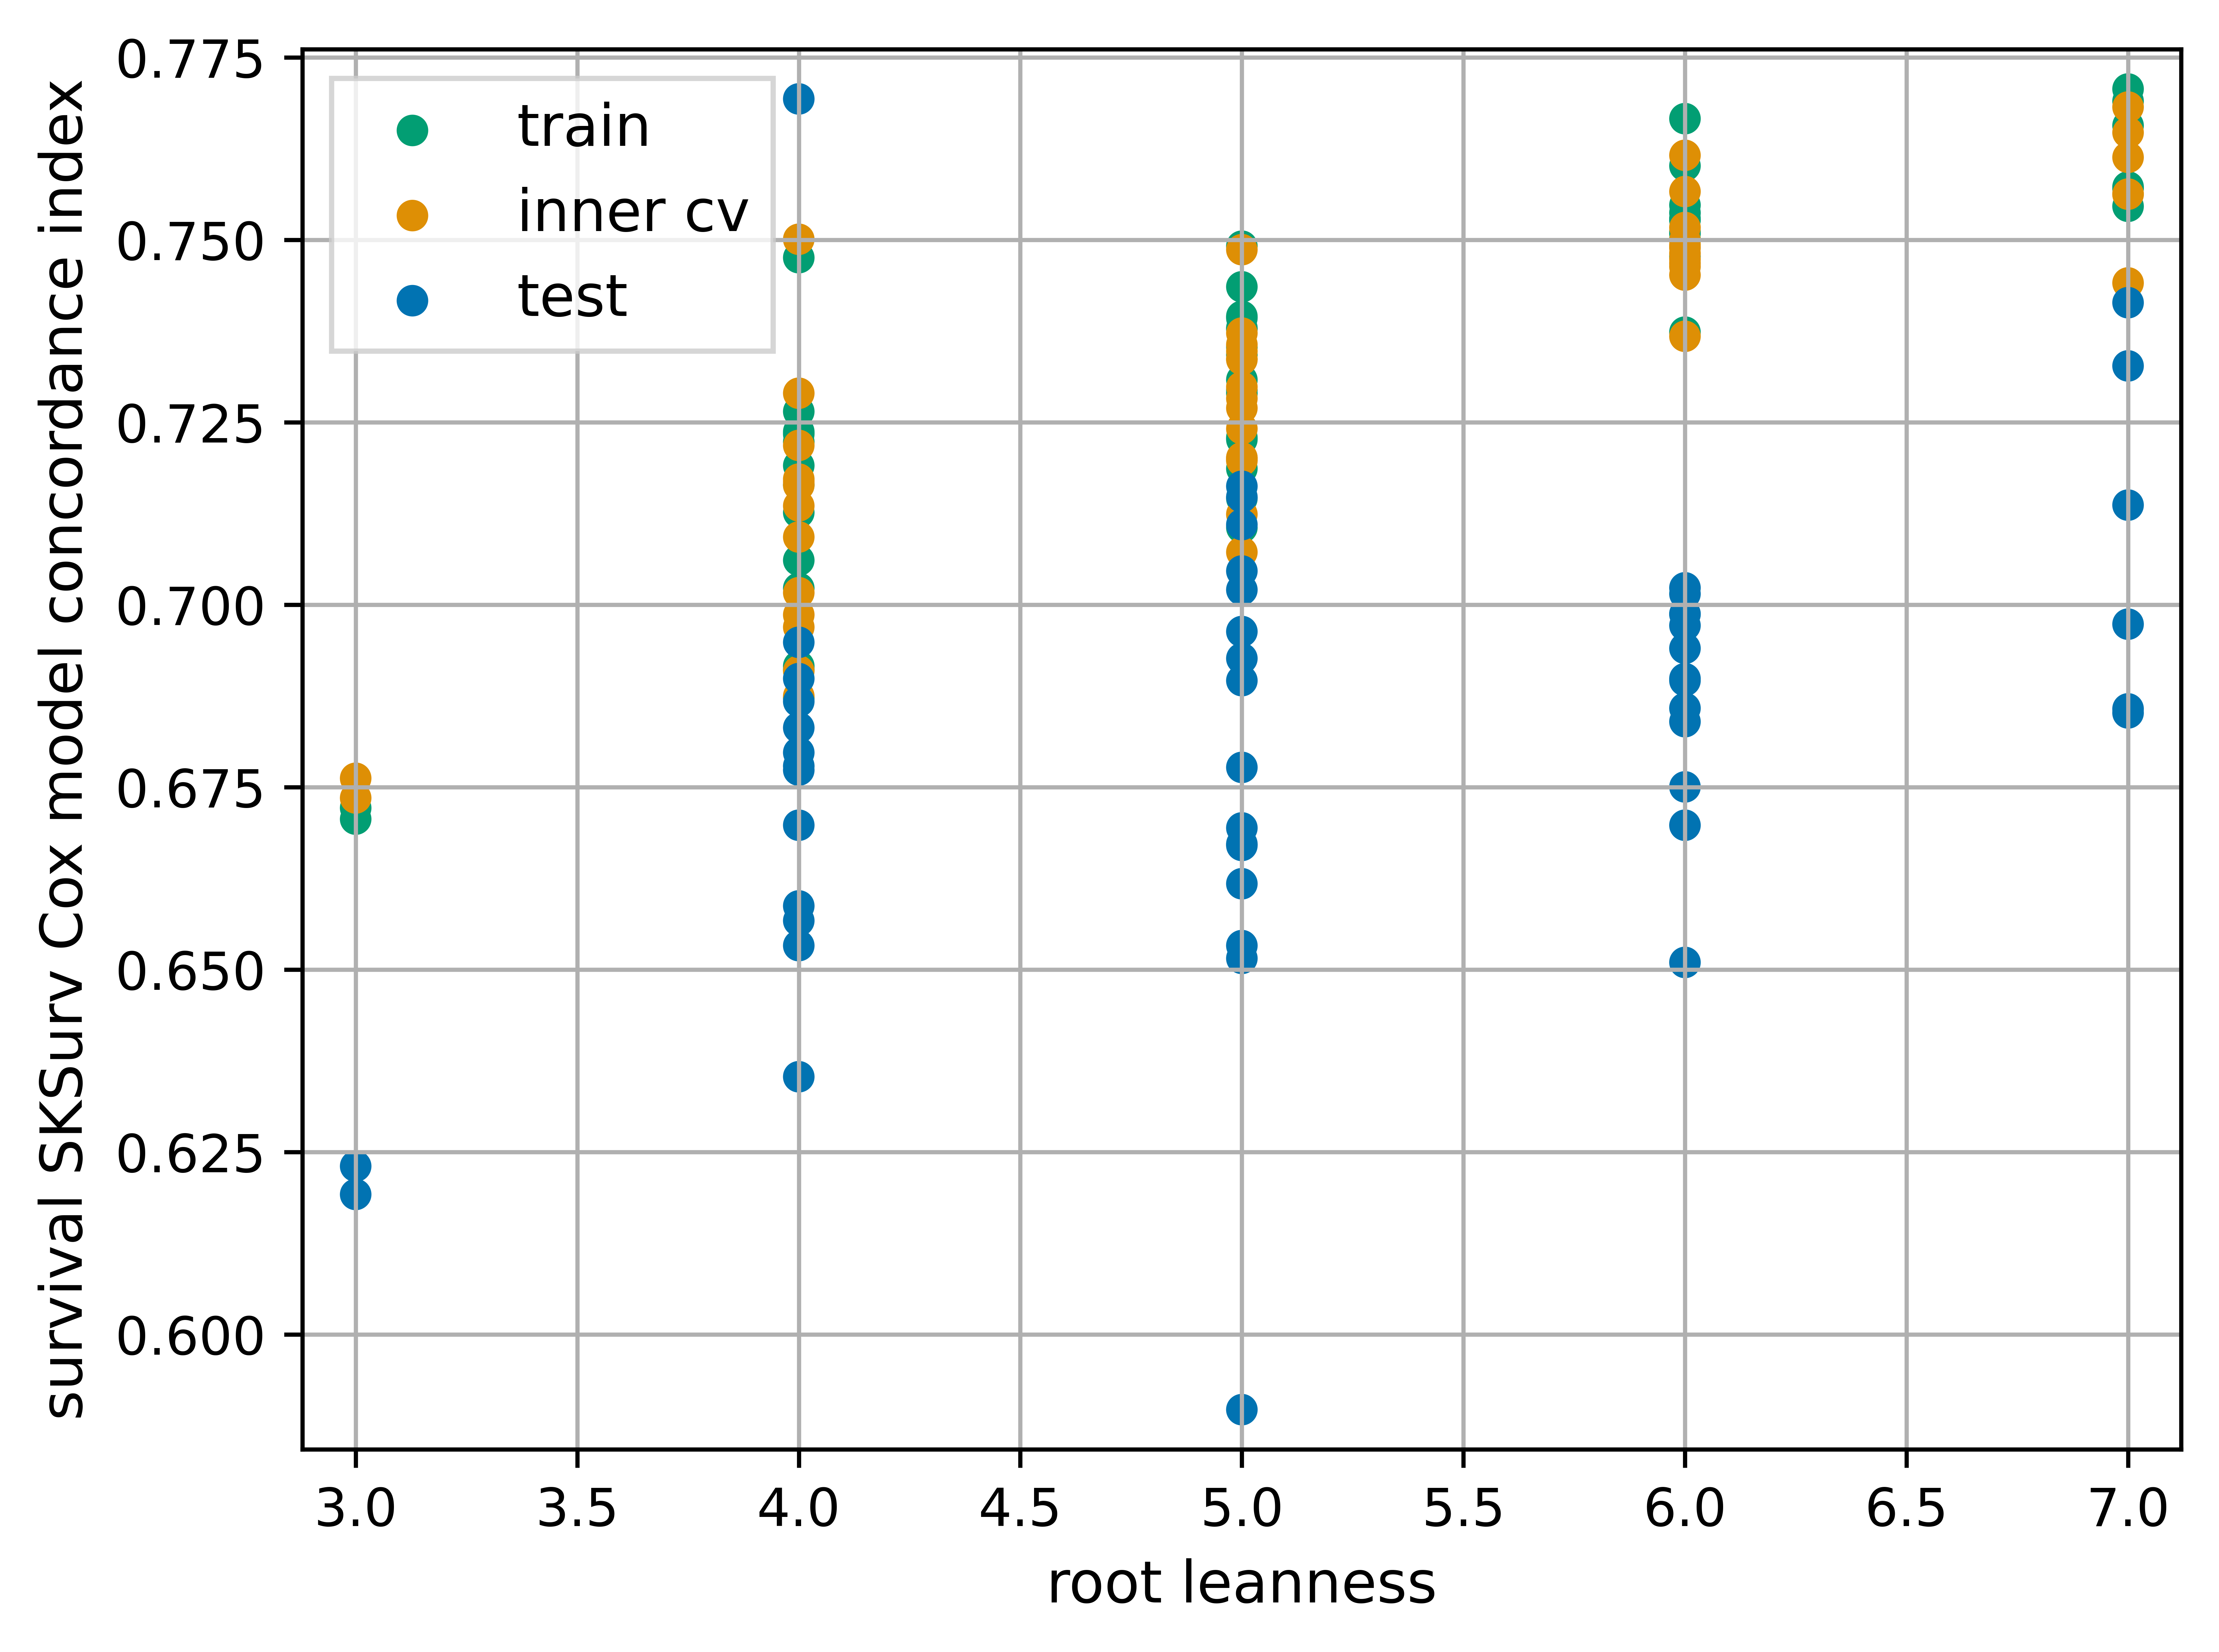 survival SKSurv Cox model concordance index
0.775
0.750
0.725
0.700
0.675
0.650
0.625
0.600
train
inner cv
test
3.0 3.5 4.0 4.5 5.0 5.5 6.0 6.5 7.0
root leanness